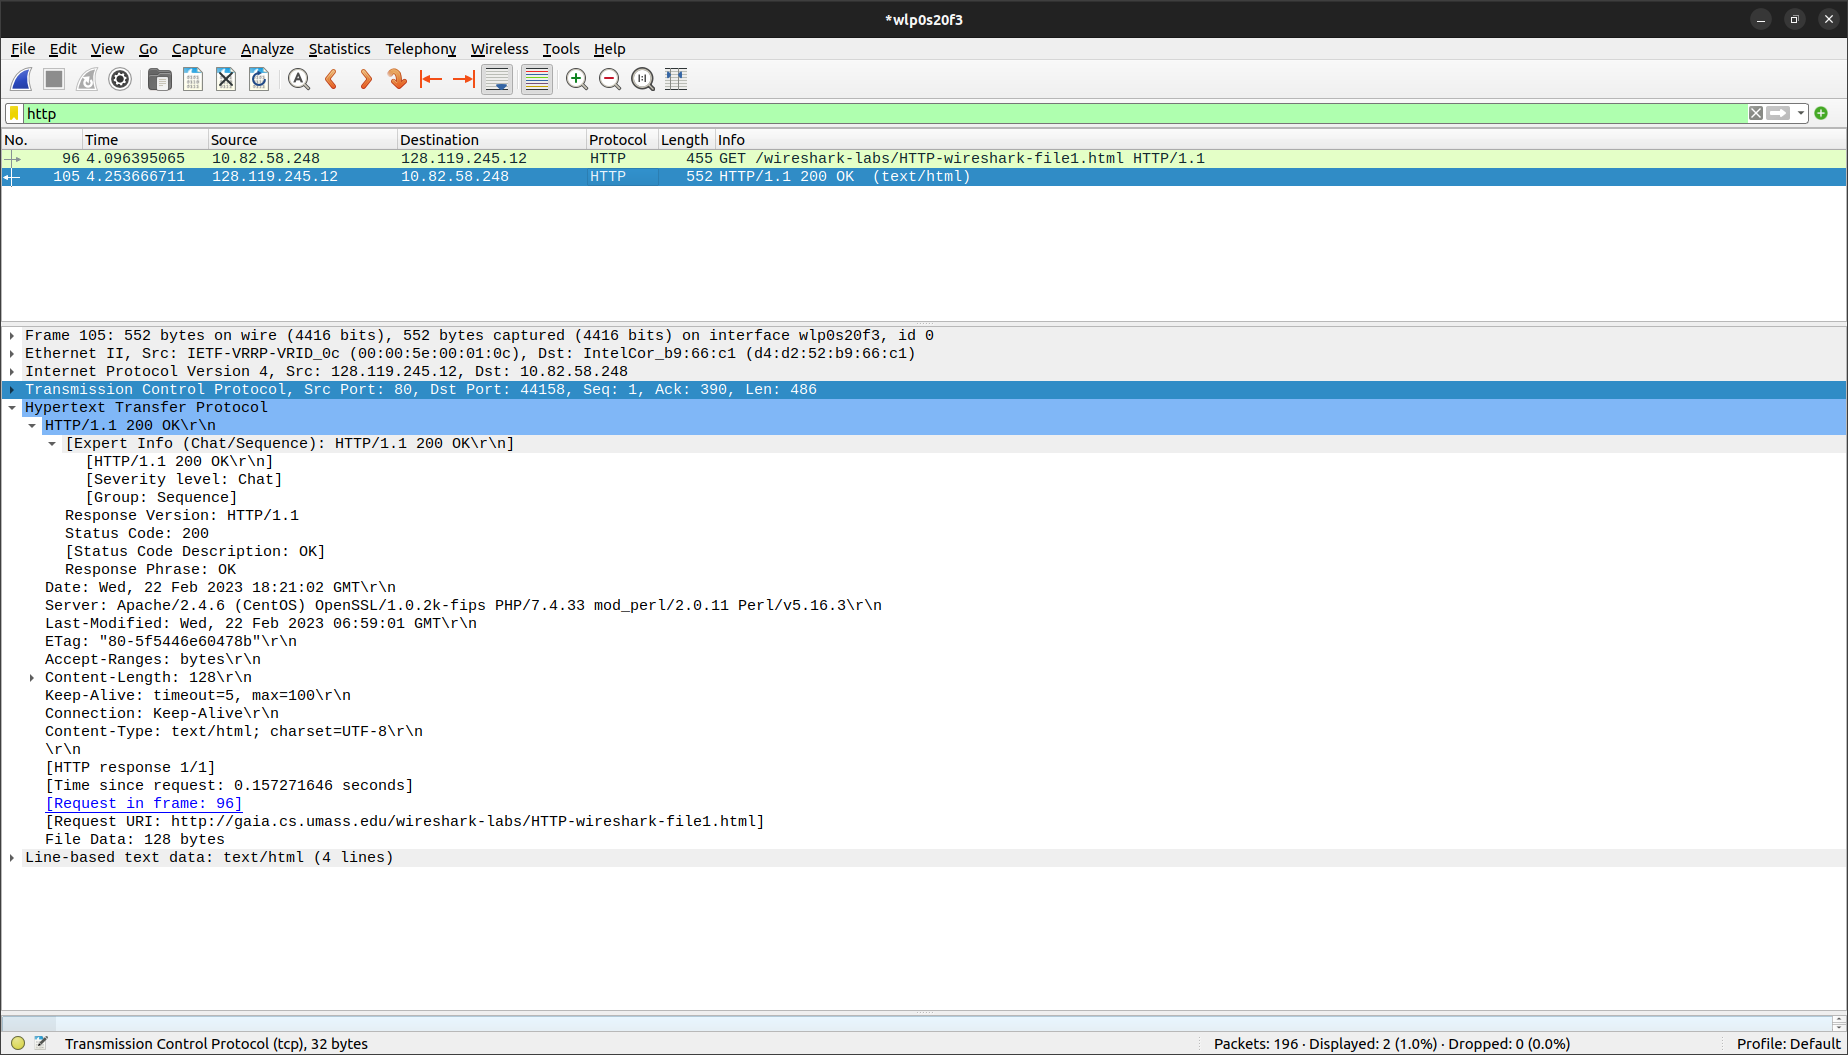 *wlp0s20f3
File Edit View Go Capture Analyze Statistics Telephony Wireless Tools Help
http
No. Time Source Destination Protocol Length Info
96 4.096395065 10.82.58.248 128.119.245.12 HTTP 455 GET /wireshark-labs/HTTP-wireshark-file1.html HTTP/1.1
105 4.253666711 128.119.245.12 10.82.58.248 HTTP 552 HTTP/1.1 200 OK (text/html)
Frame 105: 552 bytes on wire (4416 bits), 552 bytes captured (4416 bits) on interface wlp0s20f3, id 0
Ethernet II, Src: IETF-VRRP-VRID_0c (00:00:5e:00:01:0c), Dst: IntelCor_b9:66:c1 (d4:d2:52:b9:66:c1)
Internet Protocol Version 4, Src: 128.119.245.12, Dst: 10.82.58.248
Transmission Control Protocol, Src Port: 80, Dst Port: 44158, Seq: 1, Ack: 390, Len: 486
Hypertext Transfer Protocol
HTTP/1.1 200 OK\r\n
[Expert Info (Chat/Sequence): HTTP/1.1 200 OK\r\n]
[HTTP/1.1 200 OK\r\n]
[Severity level: Chat]
[Group: Sequence]
Response Version: HTTP/1.1
Status Code: 200
[Status Code Description: OK]
Response Phrase: OK
Date: Wed, 22 Feb 2023 18:21:02 GMT\r\n
Server: Apache/2.4.6 (CentOS) OpenSSL/1.0.2k-fips PHP/7.4.33 mod_perl/2.0.11 Perl/v5.16.3\r\n
Last-Modified: Wed, 22 Feb 2023 06:59:01 GMT\r\n
ETag: "80-5f5446e60478b"\r\n
Accept-Ranges: bytes\r\n
Content-Length: 128\r\n
Keep-Alive: timeout=5, max=100\r\n
Connection: Keep-Alive\r\n
Content-Type: text/html; charset=UTF-8\r\n
\r\n
[HTTP response 1/1]
[Time since request: 0.157271646 seconds]
[Request in frame: 96]
[Request URI: http://gaia.cs.umass.edu/wireshark-labs/HTTP-wireshark-file1.html]
File Data: 128 bytes
Line-based text data: text/html (4 lines)
Transmission Control Protocol (tcp), 32 bytes Packets: 196 · Displayed: 2 (1.0%) · Dropped: 0 (0.0%) Profile: Default